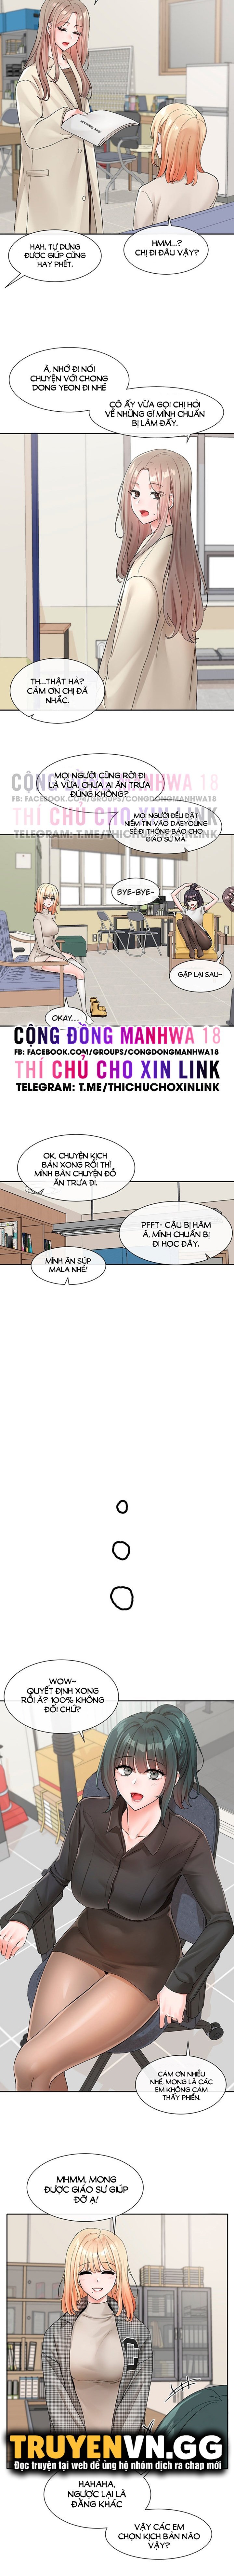 HAH, TỰ DƯNG
ĐƯỢC GIÚP CŨNG
HAY PHẾT.
HMM...?
CHỊ ĐI ĐÂU VẬY?
À, NHỚ ĐI NÓI
CHUYỆN VỚI CHONG
DONG YEON ĐI NHÉ
CÔ ẤY VỪA GỌI CHỊ HỎI
VỀ NHỮNG GÌ MÌNH CHUẨN
BỊ LÀM ĐẤY.
TH...THẬT HẢ?
CẢM ƠN CHỊ ĐÃ
NHẮC.
CỘNG ĐỒNG MANHWA 18
FB: FACEBOOK.COM/GROUPS/CONGDONGMANHWA18
THÍ CHỦ CHO XIN LINK
TELEGRAM: T.ME/THICHUCHOXINLINK
MỌI NGƯỜI CŨNG RỜI ĐI
LÀ VỪA, CHƯA AI ĂN TRƯA
ĐÚNG KHÔNG?
MỌI NGƯỜI ĐỀU ĐẶT
NIỀM TIN VÀO DAEYOUNG
SẼ ĐI THÔNG BÁO CHO
GIÁO SƯ MÀ.
BYE-BYE~
GẶP LẠI SAU~
OKAY...
CỘNG ĐỒNG MANHWA 18
FB: FACEBOOK.COM/GROUPS/CONGDONGMANHWA18
THÍ CHỦ CHO XIN LINK
TELEGRAM: T.ME/THICHUCHOXINLINK
OK, CHUYỆN KỊCH
BẢN XONG RỒI THÌ
MÌNH BÀN CHUYỆN ĐỒ
ĂN TRƯA ĐI.
PFFT- CẬU BỊ HÂM
À, MÌNH CHUẨN BỊ
ĐI HỌC ĐÂY.
MÌNH ĂN SÚP
MALA NHÉ!
WOW~
QUYẾT ĐỊNH XONG
RỒI À? 100% KHÔNG
ĐỔI CHỨ?
CẢM ƠN NHIỀU
NHÉ, MONG LÀ CÁC
EM KHÔNG CẢM
THẤY PHIỀN.
MHMM, MONG
ĐƯỢC GIÁO SƯ GIÚP
ĐỠ Ạ!
TRUYENVN.GG
Đọc truyện tại web để ủng hộ nhóm dịch ra chap mới
HAHAHA,
NGƯỢC LẠI LÀ
ĐẰNG KHÁC
VẬY CÁC EM
CHỌN KỊCH BẢN NÀO
VẬY?